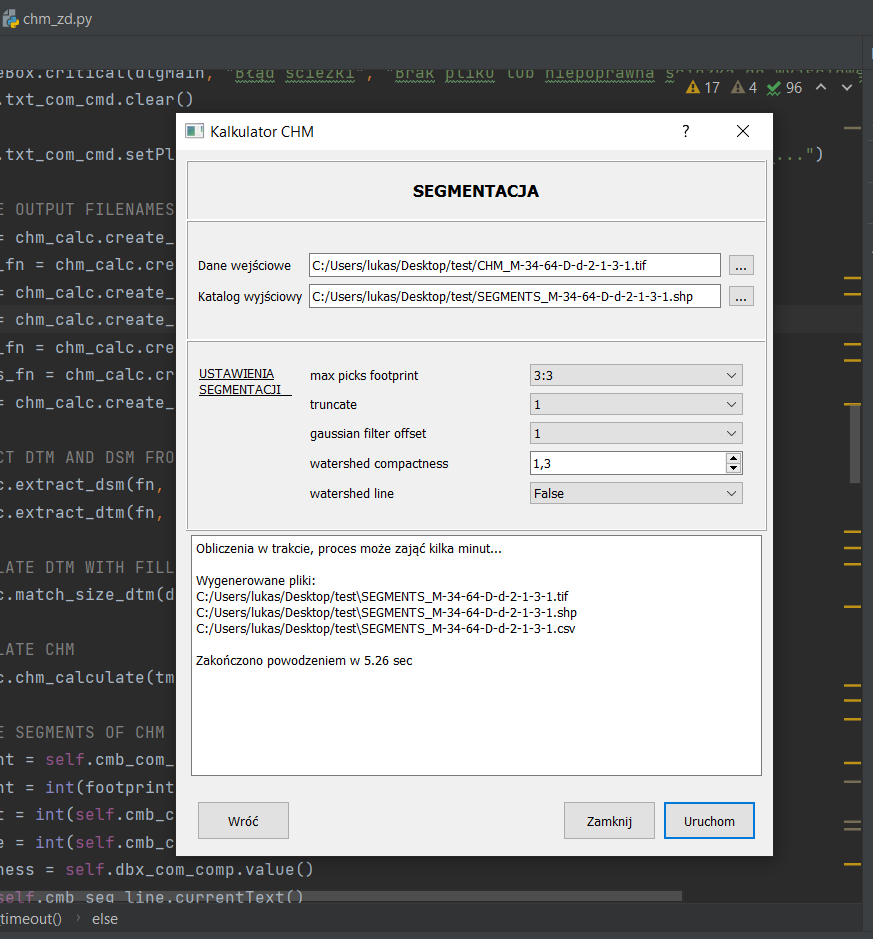 chm_zd.py
eBox.critical(dlgMain, "Błąd ścieżki", "Brak pliku lub niepoprawna
17 4 96
.txt_com_cmd.clear()
Kalkulator CHM ?
.txt_com_cmd.setPl ...")
SEGMENTACJA
E OUTPUT FILENAMES
= chm_calc.create_
_fn = chm_calc.cre
= chm_calc.create_
= chm_calc.create_
_fn = chm_calc.cre
s_fn = chm_calc.cr
= chm_calc.create_
Dane wejściowe C:/Users/lukas/Desktop/test/CHM_M-34-64-D-d-2-1-3-1.tif ...
Katalog wyjściowy C:/Users/lukas/Desktop/test/SEGMENTS_M-34-64-D-d-2-1-3-1.shp ...
USTAWIENIA
SEGMENTACJI
max picks footprint 3:3
truncate 1
gaussian filter offset 1
watershed compactness 1,3
watershed line False
CT DTM AND DSM FRO
c.extract_dsm(fn,
c.extract_dtm(fn,
LATE DTM WITH FILL
c.match_size_dtm(d
LATE CHM
c.chm_calculate(tm
E SEGMENTS OF CHM
nt = self.cmb_com_
nt = int(footprint
t = int(self.cmb_c
e = int(self.cmb_c
ness = self.dbx_com_comp.value()
self.cmb_seg_line.currentText()
Obliczenia w trakcie, proces może zająć kilka minut...
Wygenerowane pliki:
C:/Users/lukas/Desktop/test\SEGMENTS_M-34-64-D-d-2-1-3-1.tif
C:/Users/lukas/Desktop/test\SEGMENTS_M-34-64-D-d-2-1-3-1.shp
C:/Users/lukas/Desktop/test\SEGMENTS_M-34-64-D-d-2-1-3-1.csv
Zakończono powodzeniem w 5.26 sec
Wróć Zamknij Uruchom
timeout() › else